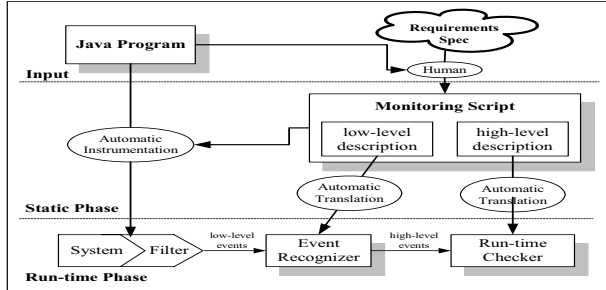 Requirements
Spec
Java Program
Human
Input
Monitoring Script
low-level
description
high-level
description
Automatic
Instrumentation
Automatic
Translation
Automatic
Translation
Static Phase
System
Filter
low-level
events
Event
Recognizer
high-level
events
Run-time
Checker
Run-time Phase